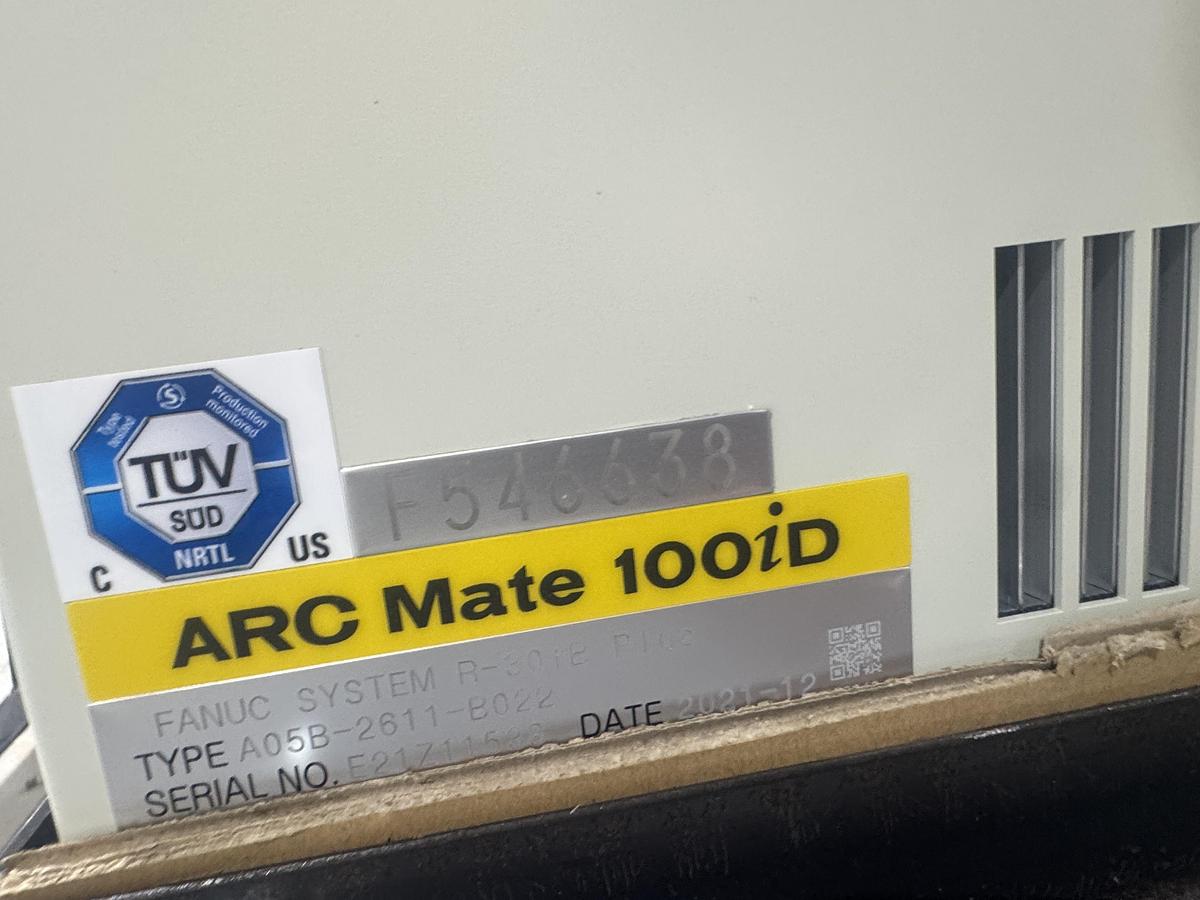 Type tested
Production monitored
TÜV
SÜD
NRTL
C US
F546638
ARC Mate 100iD
FANUC SYSTEM R-30iB Plus
TYPE A05B-2611-B022
DATE 2021-12
SERIAL NO.